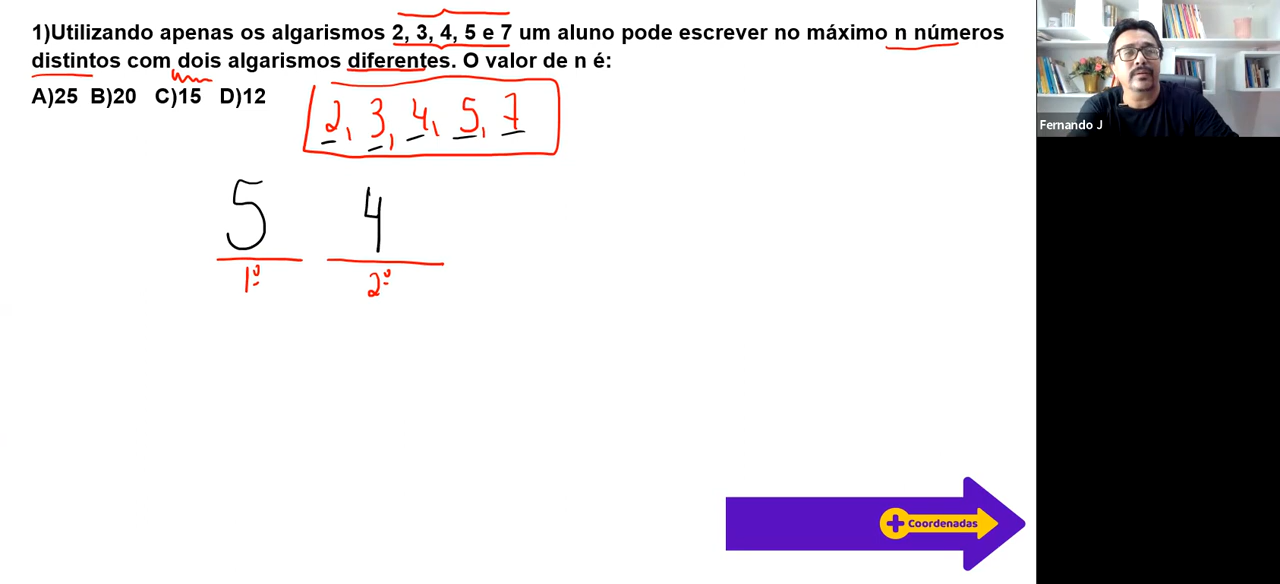 1)Utilizando apenas os algarismos 2, 3, 4, 5 e 7 um aluno pode escrever no máximo n números
distintos com dois algarismos diferentes. O valor de n é:
A)25 B)20 C)15 D)12
2, 3, 4, 5, 7
5 4
1º 2º
Fernando J
+ Coordenadas